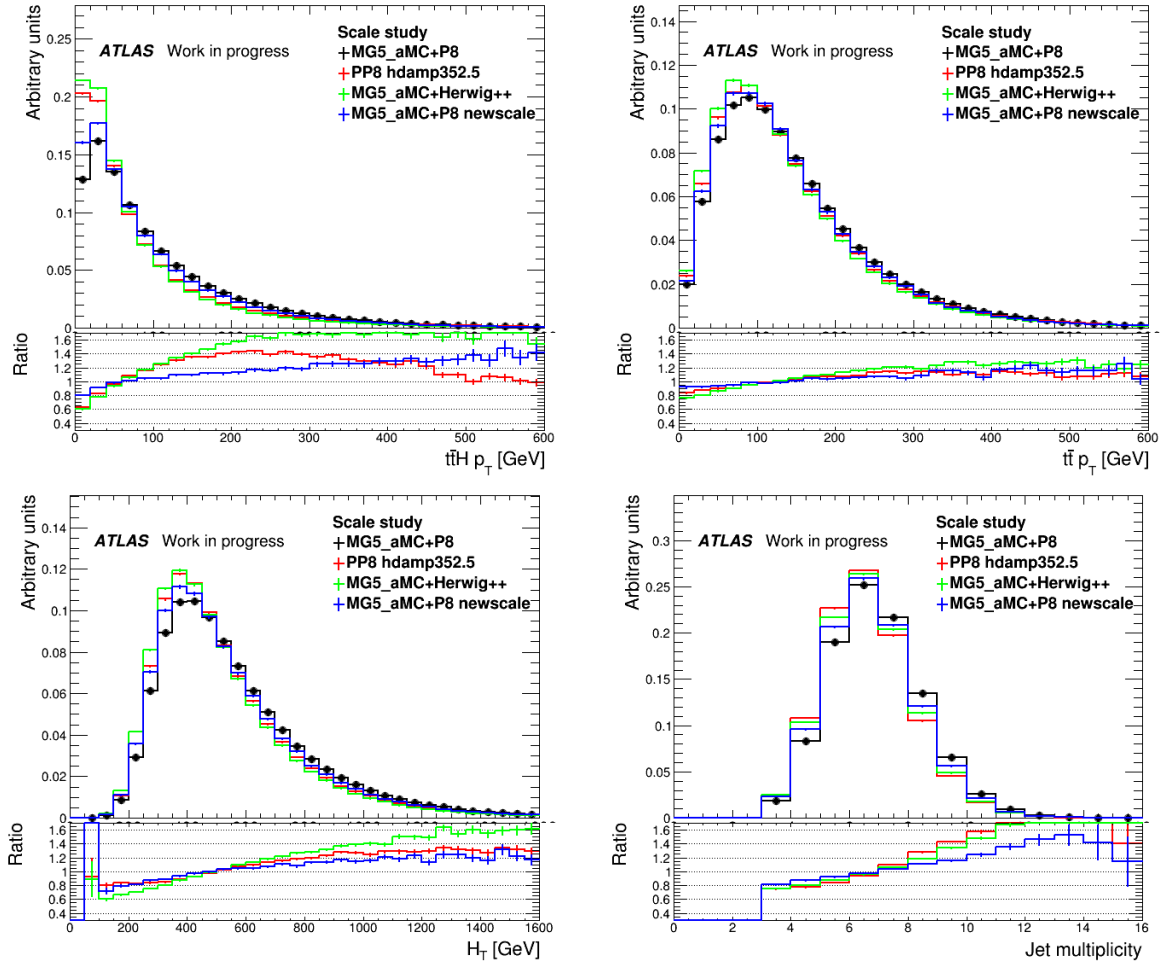 Arbitrary units
0.25
0.2
0.15
0.1
0.05
0
ATLAS Work in progress
Scale study
MG5_aMC+P8
PP8 hdamp352.5
MG5_aMC+Herwig++
MG5_aMC+P8 newscale
Ratio
1.6
1.4
1.2
1
0.8
0.6
0.4
0 100 200 300 400 500 600
tt̄H p_T [GeV]
Arbitrary units
0.14
0.12
0.1
0.08
0.06
0.04
0.02
0
ATLAS Work in progress
Scale study
MG5_aMC+P8
PP8 hdamp352.5
MG5_aMC+Herwig++
MG5_aMC+P8 newscale
Ratio
1.6
1.4
1.2
1
0.8
0.6
0.4
0 100 200 300 400 500 600
tt̄ p_T [GeV]
Arbitrary units
0.14
0.12
0.1
0.08
0.06
0.04
0.02
0
ATLAS Work in progress
Scale study
MG5_aMC+P8
PP8 hdamp352.5
MG5_aMC+Herwig++
MG5_aMC+P8 newscale
Ratio
1.6
1.4
1.2
1
0.8
0.6
0.4
0 200 400 600 800 1000 1200 1400 1600
H_T [GeV]
Arbitrary units
0.3
0.25
0.2
0.15
0.1
0.05
0
ATLAS Work in progress
Scale study
MG5_aMC+P8
PP8 hdamp352.5
MG5_aMC+Herwig++
MG5_aMC+P8 newscale
Ratio
1.6
1.4
1.2
1
0.8
0.6
0.4
0 2 4 6 8 10 12 14 16
Jet multiplicity